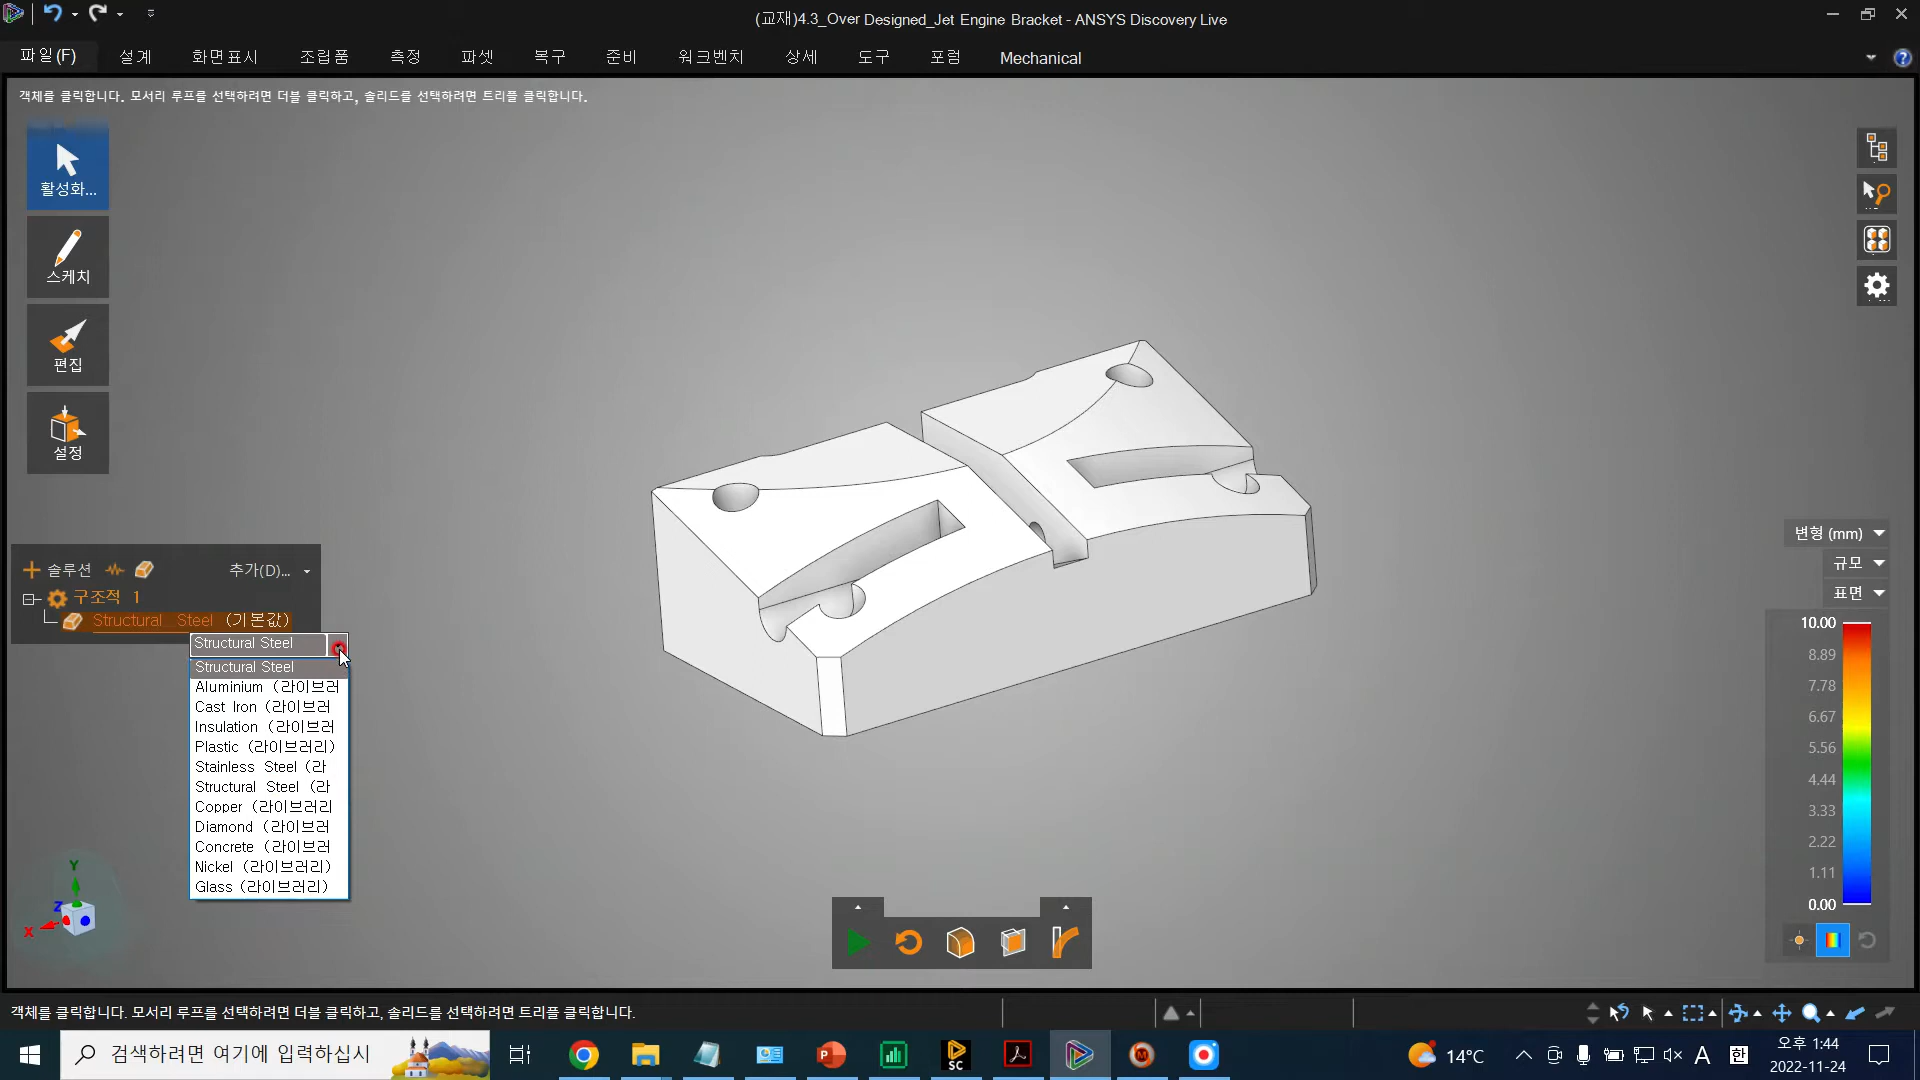 (교재)4.3_Over Designed_Jet Engine Bracket - ANSYS Discovery Live
파일(F) 설계 화면표시 조립품 측정 파셋 복구 준비 워크벤치 상세 도구 포럼 Mechanical
객체를 클릭합니다. 모서리 루프를 선택하려면 더블 클릭하고, 솔리드를 선택하려면 트리플 클릭합니다.
활성화...
스케치
편집
설정
솔루션 추가(D)...
구조적 1
Structural Steel (기본값)
Structural Steel
Structural Steel
Aluminium (라이브러
Cast Iron (라이브러
Insulation (라이브러
Plastic (라이브러리)
Stainless Steel (라
Structural Steel (라
Copper (라이브러리
Diamond (라이브러
Concrete (라이브러
Nickel (라이브러리)
Glass (라이브러리)
Y
Z
X
변형 (mm)
규모
표면
10.00
8.89
7.78
6.67
5.56
4.44
3.33
2.22
1.11
0.00
객체를 클릭합니다. 모서리 루프를 선택하려면 더블 클릭하고, 솔리드를 선택하려면 트리플 클릭합니다.
검색하려면 여기에 입력하십시
SC
14°C
A
한
오후 1:44
2022-11-24